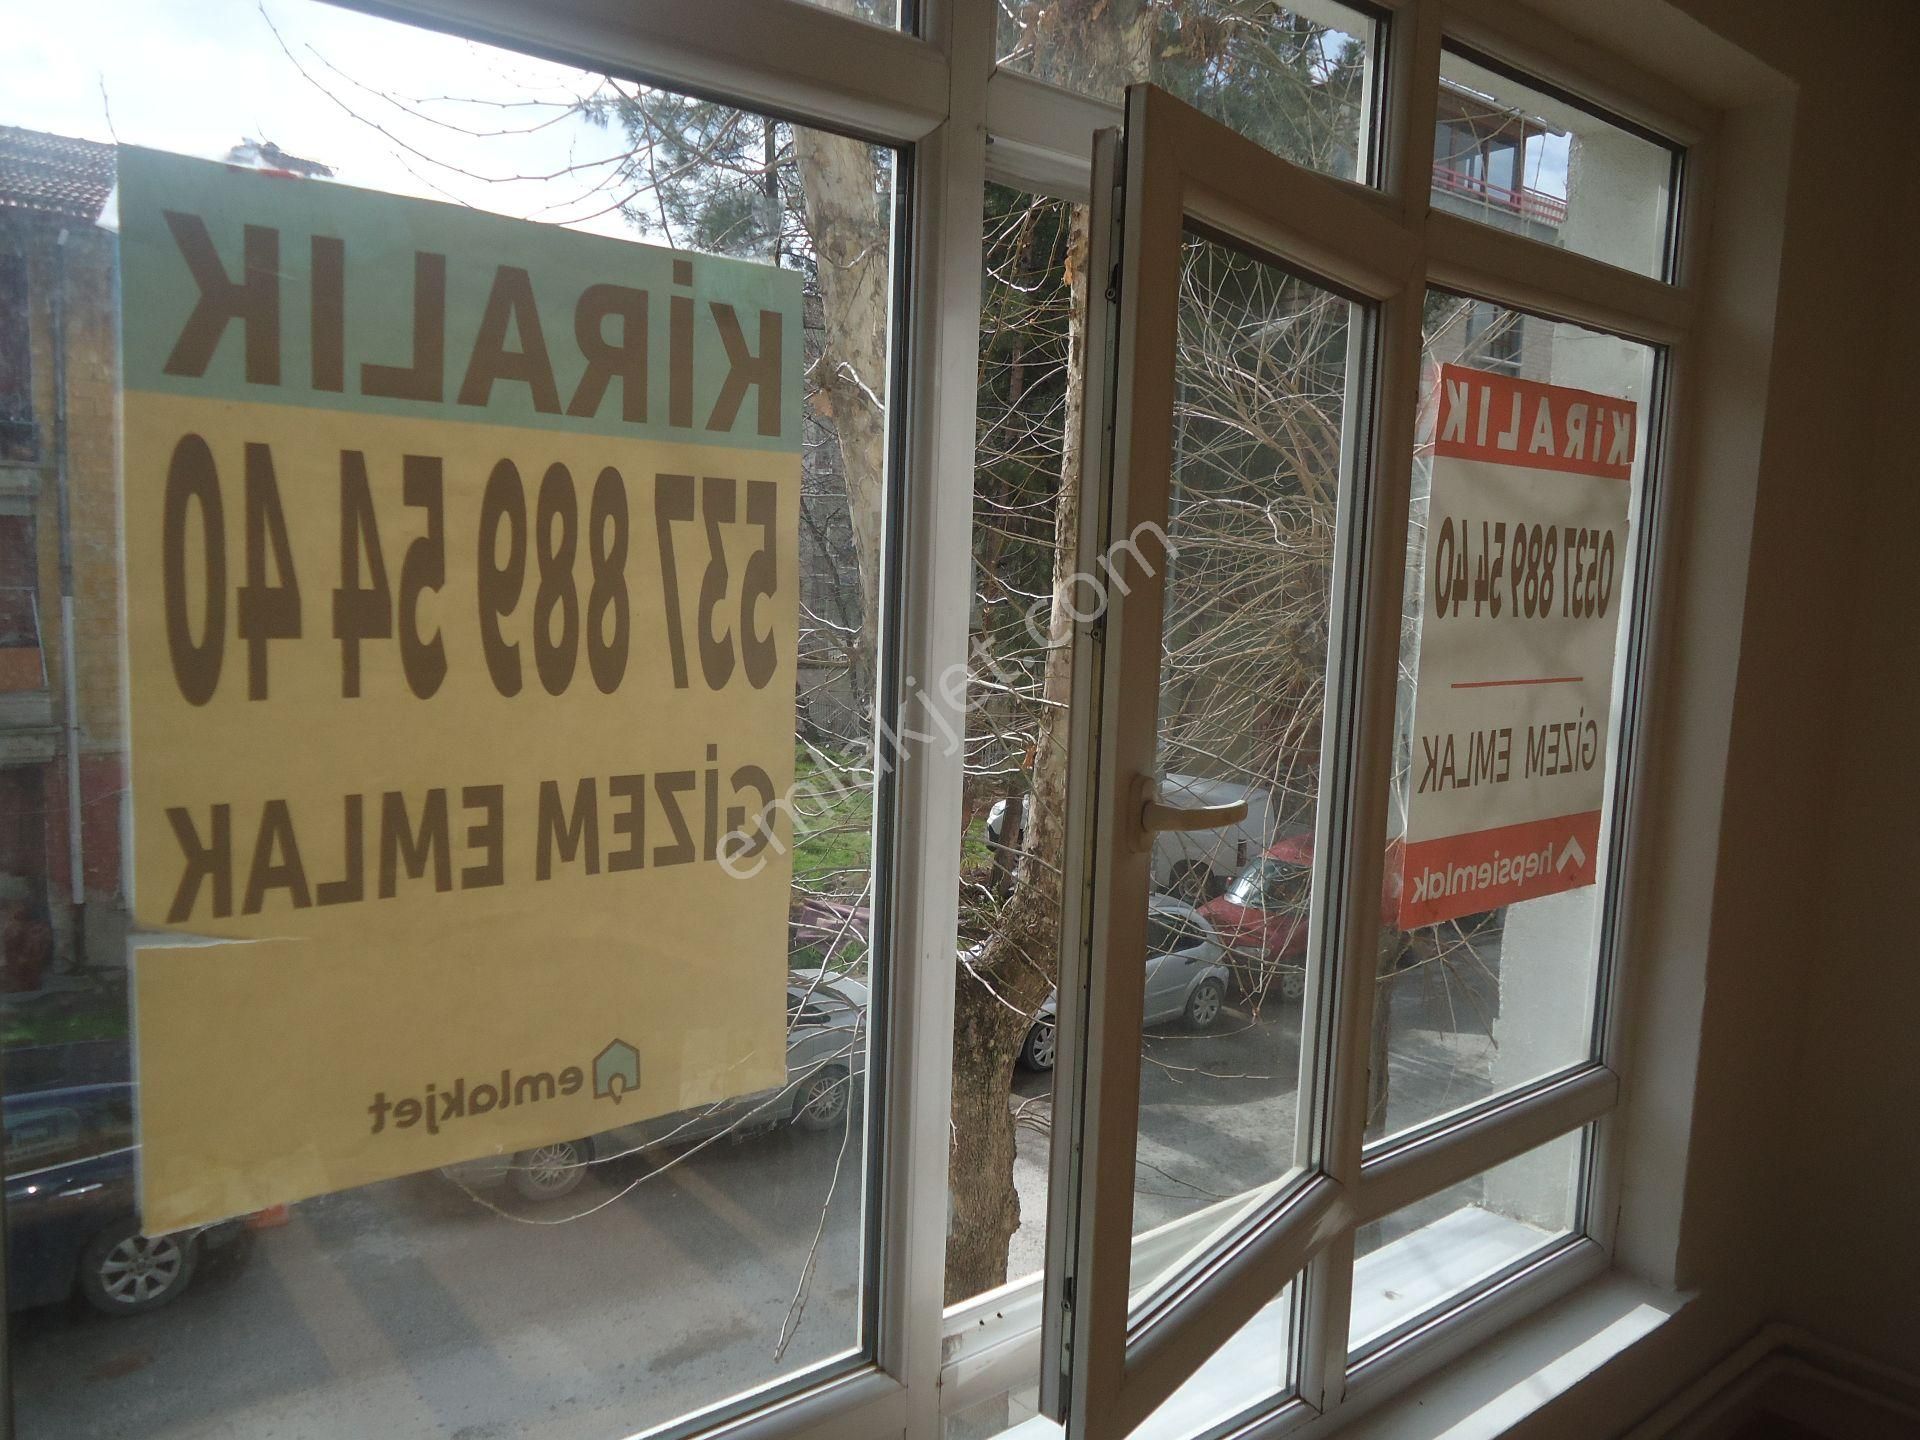 KİRALIK
537 889 54 40
GİZEM EMLAK
emlakjet
KİRALIK
0537 889 54 40
GİZEM EMLAK
hepsiemlak
emlakjet.com